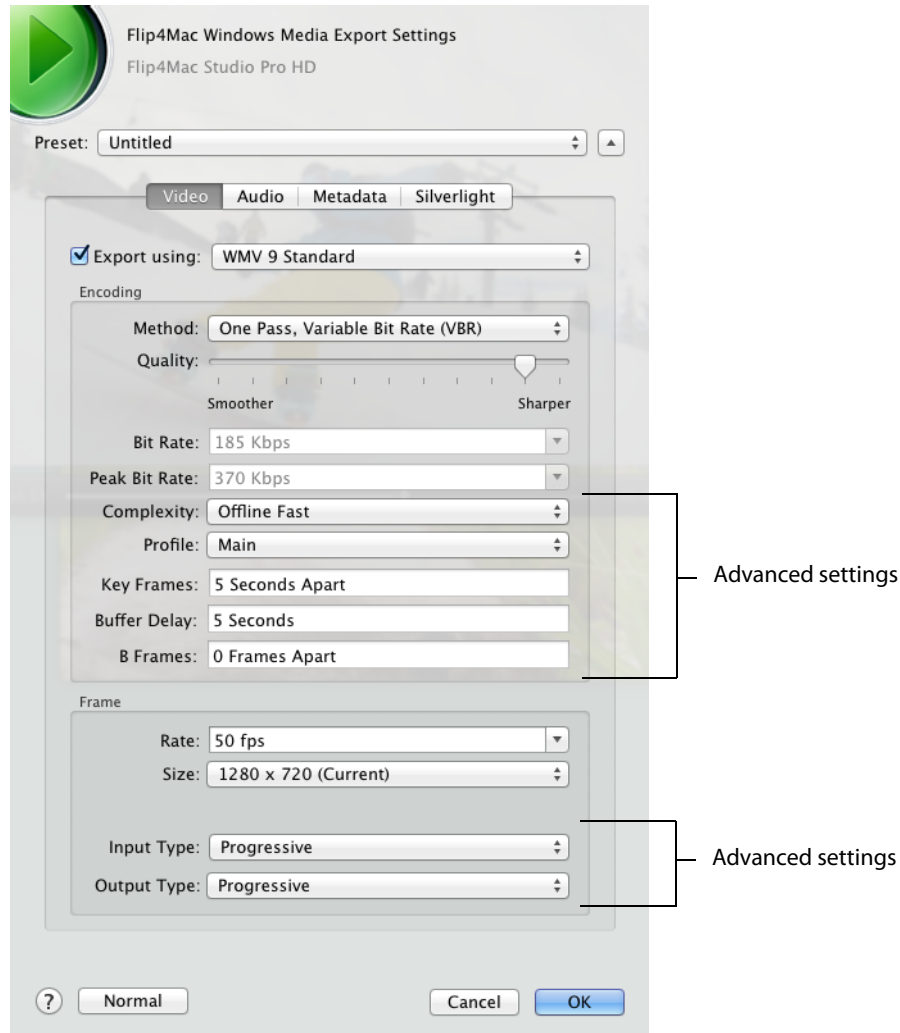 Flip4Mac Windows Media Export Settings
Flip4Mac Studio Pro HD
Preset: Untitled
Video Audio Metadata Silverlight
Export using: WMV 9 Standard
Encoding
Method: One Pass, Variable Bit Rate (VBR)
Quality:
Smoother Sharper
Bit Rate: 185 Kbps
Peak Bit Rate: 370 Kbps
Complexity: Offline Fast
Profile: Main
Advanced settings
Key Frames: 5 Seconds Apart
Buffer Delay: 5 Seconds
B Frames: 0 Frames Apart
Frame
Rate: 50 fps
Size: 1280 x 720 (Current)
Input Type: Progressive
Advanced settings
Output Type: Progressive
? Normal Cancel OK